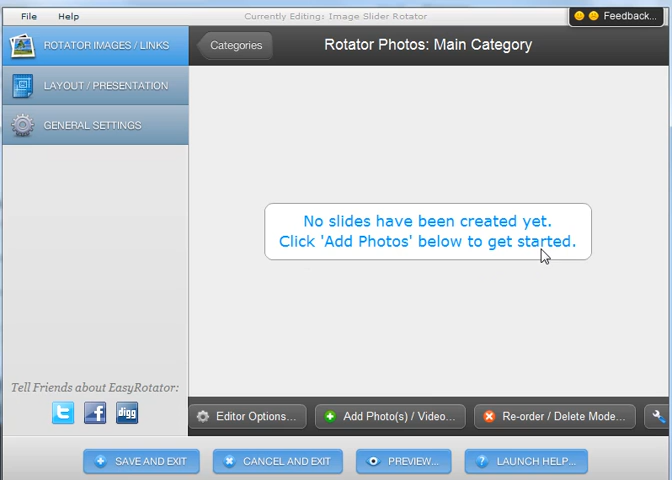 File Help Currently Editing: Image Slider Rotator Feedback...
ROTATOR IMAGES / LINKS
Categories
Rotator Photos: Main Category
LAYOUT / PRESENTATION
GENERAL SETTINGS
No slides have been created yet.
Click 'Add Photos' below to get started.
Tell Friends about EasyRotator:
digg
Editor Options... Add Photo(s) / Video... Re-order / Delete Mode...
SAVE AND EXIT CANCEL AND EXIT PREVIEW... LAUNCH HELP...